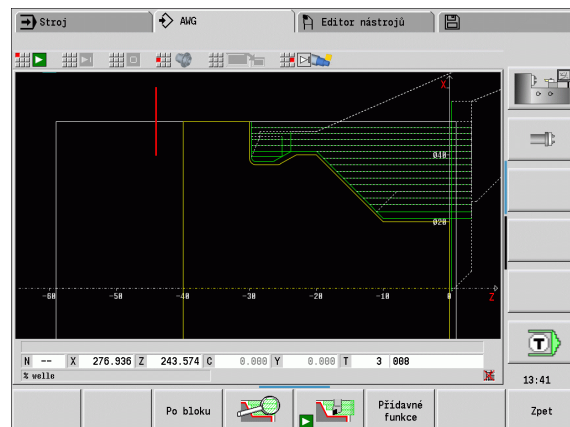 Stroj AWG Editor nástrojů
X
Ø40
Ø20
-60 -50 -40 -30 -20 -10 0 Z
N -- X 276.936 Z 243.574 C 0.000 Y 0.000 T 3 008
% welle
T
13:41
Po bloku Přídavné funkce Zpet